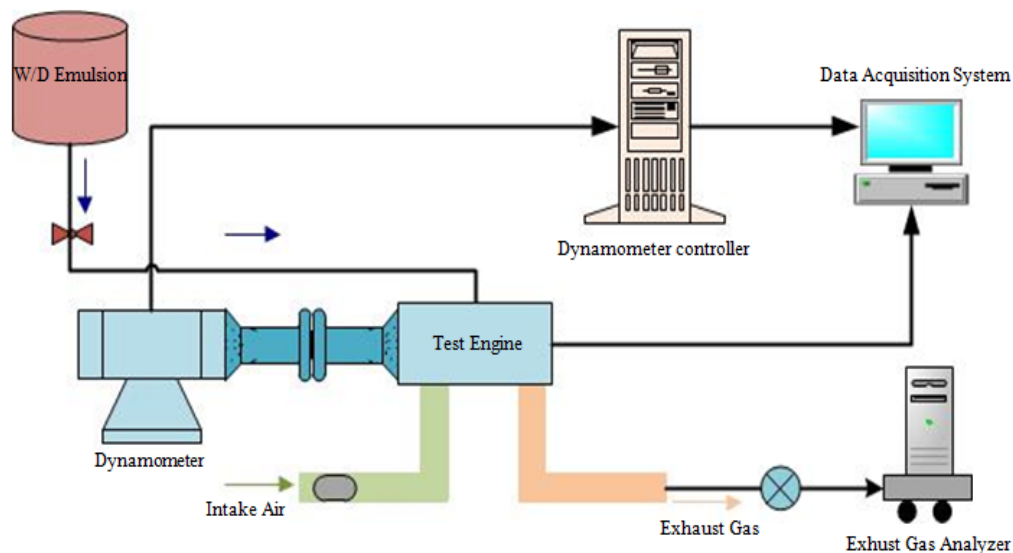 W/D Emulsion
Data Acquisition System
Dynamometer controller
Test Engine
Dynamometer
Intake Air
Exhaust Gas
Exhust Gas Analyzer